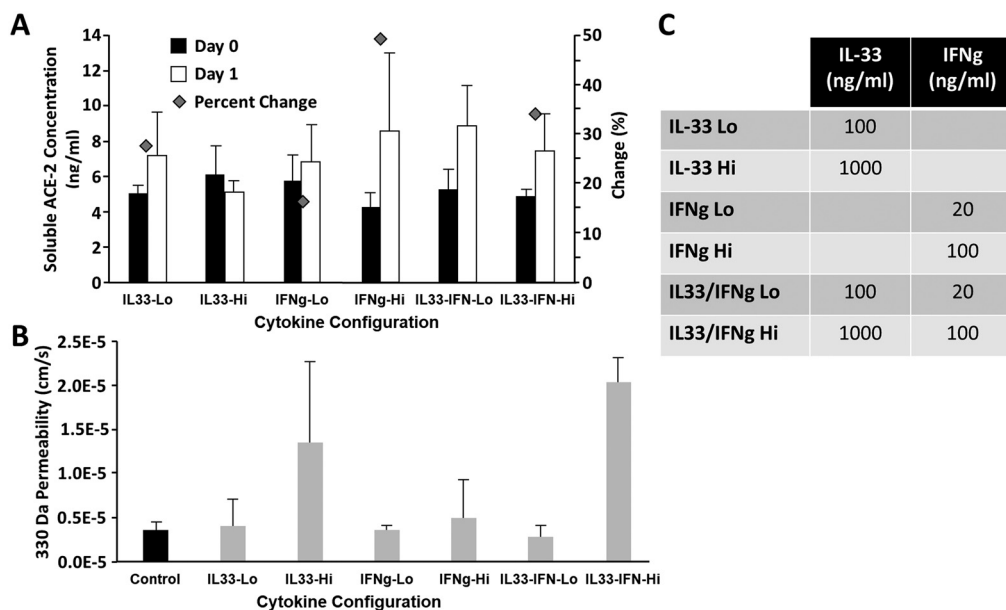 A
Soluble ACE-2 Concentration
(ng/ml)
14
12
10
8
6
4
2
0
Day 0
Day 1
Percent Change
50
40
30
20
10
0
Change (%)
IL33-Lo IL33-Hi IFNg-Lo IFNg-Hi IL33-IFN-Lo IL33-IFN-Hi
Cytokine Configuration
B
330 Da Permeability (cm/s)
2.5E-5
2.0E-5
1.5E-5
1.0E-5
0.5E-5
0.0E-5
Control IL33-Lo IL33-Hi IFNg-Lo IFNg-Hi IL33-IFN-Lo IL33-IFN-Hi
Cytokine Configuration
C
IL-33 IFNg
(ng/ml) (ng/ml)
IL-33 Lo 100
IL-33 Hi 1000
IFNg Lo 20
IFNg Hi 100
IL33/IFNg Lo 100 20
IL33/IFNg Hi 1000 100